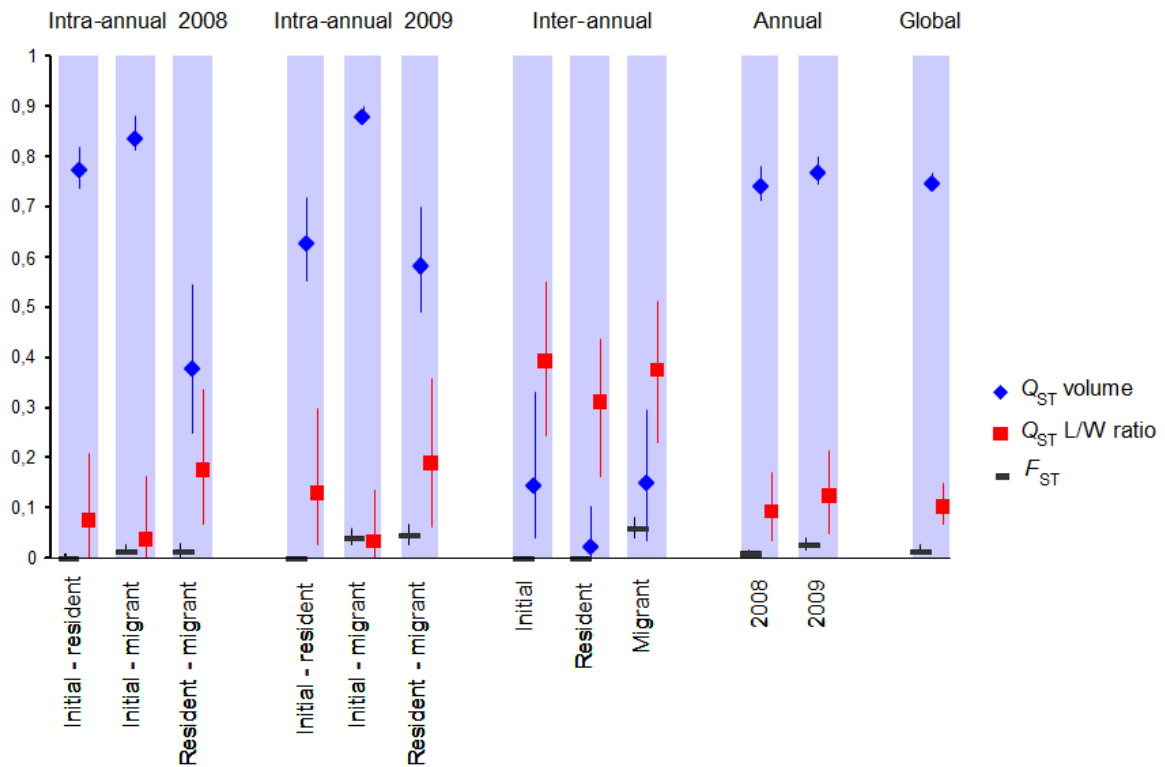 Intra-annual 2008 Intra-annual 2009 Inter-annual Annual Global
1
0,9
0,8
0,7
0,6
0,5
0,4
0,3
0,2
0,1
0
QST volume
QST L/W ratio
FST
Initial - resident
Initial - migrant
Resident - migrant
Initial - resident
Initial - migrant
Resident - migrant
Initial
Resident
Migrant
2008
2009